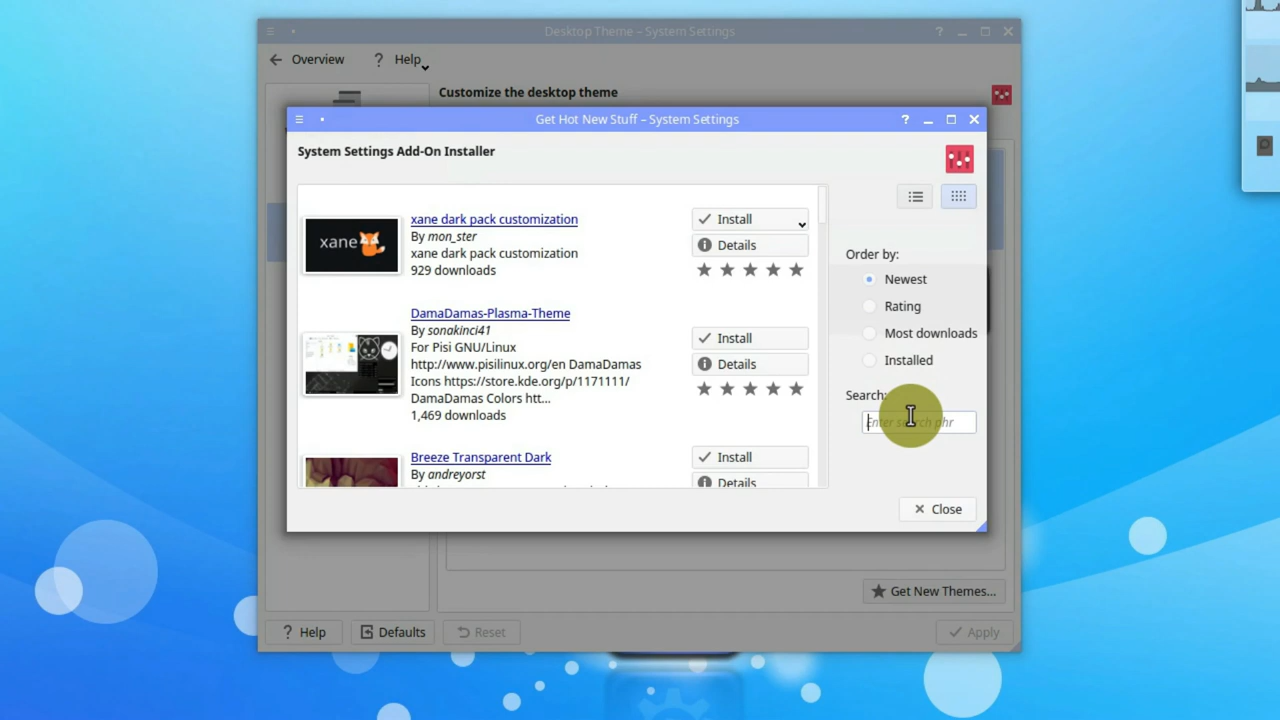 Desktop Theme – System Settings
Overview
Help
Customize the desktop theme
Get Hot New Stuff – System Settings
System Settings Add-On Installer
xane
xane dark pack customization
By mon_ster
xane dark pack customization
929 downloads
Install
Details
DamaDamas-Plasma-Theme
By sonakinci41
For Pisi GNU/Linux
http://www.pisilinux.org/en DamaDamas
Icons https://store.kde.org/p/1171111/
DamaDamas Colors htt...
1,469 downloads
Install
Details
Breeze Transparent Dark
By andreyorst
Install
Details
Order by:
Newest
Rating
Most downloads
Installed
Search:
Enter search phr
Close
Get New Themes...
Help
Defaults
Reset
Apply